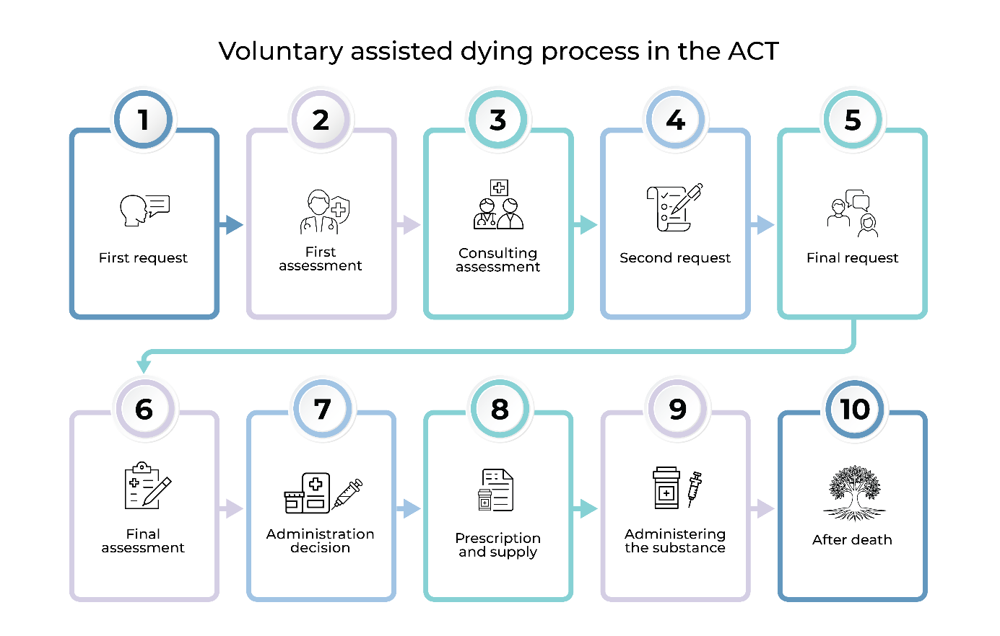 Voluntary assisted dying process in the ACT
1
2
3
4
5
First request
First
assessment
Consulting
assessment
Second request
Final request
6
7
8
9
10
Final
assessment
Administration
decision
Prescription
and supply
Administering
the substance
After death